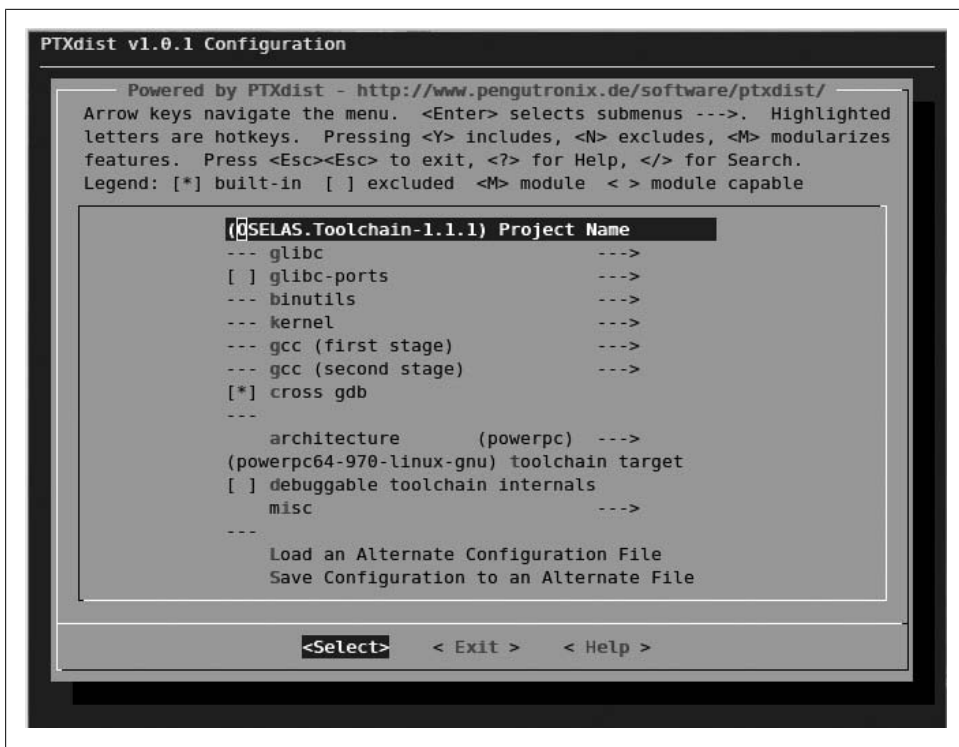 PTXdist v1.0.1 Configuration
Powered by PTXdist - http://www.pengutronix.de/software/ptxdist/
Arrow keys navigate the menu. <Enter> selects submenus --->. Highlighted
letters are hotkeys. Pressing <Y> includes, <N> excludes, <M> modularizes
features. Press <Esc><Esc> to exit, <?> for Help, </> for Search.
Legend: [*] built-in [ ] excluded <M> module < > module capable
(OSELAS.Toolchain-1.1.1) Project Name
--- glibc --->
[ ] glibc-ports --->
--- binutils --->
--- kernel --->
--- gcc (first stage) --->
--- gcc (second stage) --->
[*] cross gdb
---
architecture (powerpc) --->
(powerpc64-970-linux-gnu) toolchain target
[ ] debuggable toolchain internals
misc --->
---
Load an Alternate Configuration File
Save Configuration to an Alternate File
<Select> < Exit > < Help >